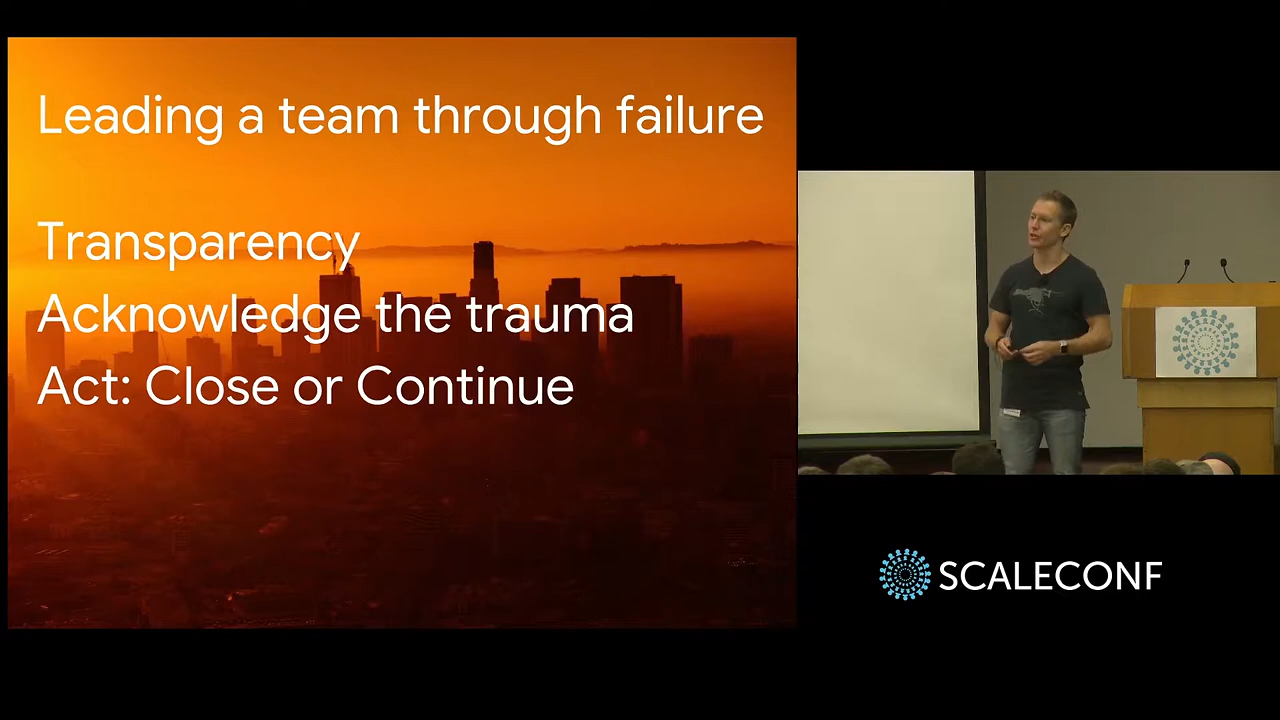 Leading a team through failure
Transparency
Acknowledge the trauma
Act: Close or Continue
SCALECONF